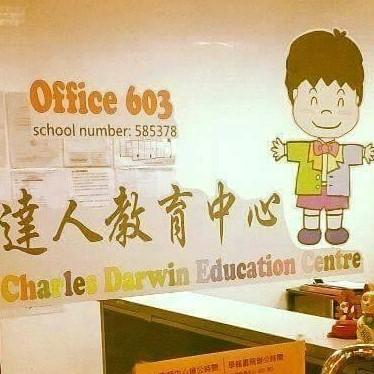 Office 603
school number: 585378
達人教育中心
Charles Darwin Education Centre